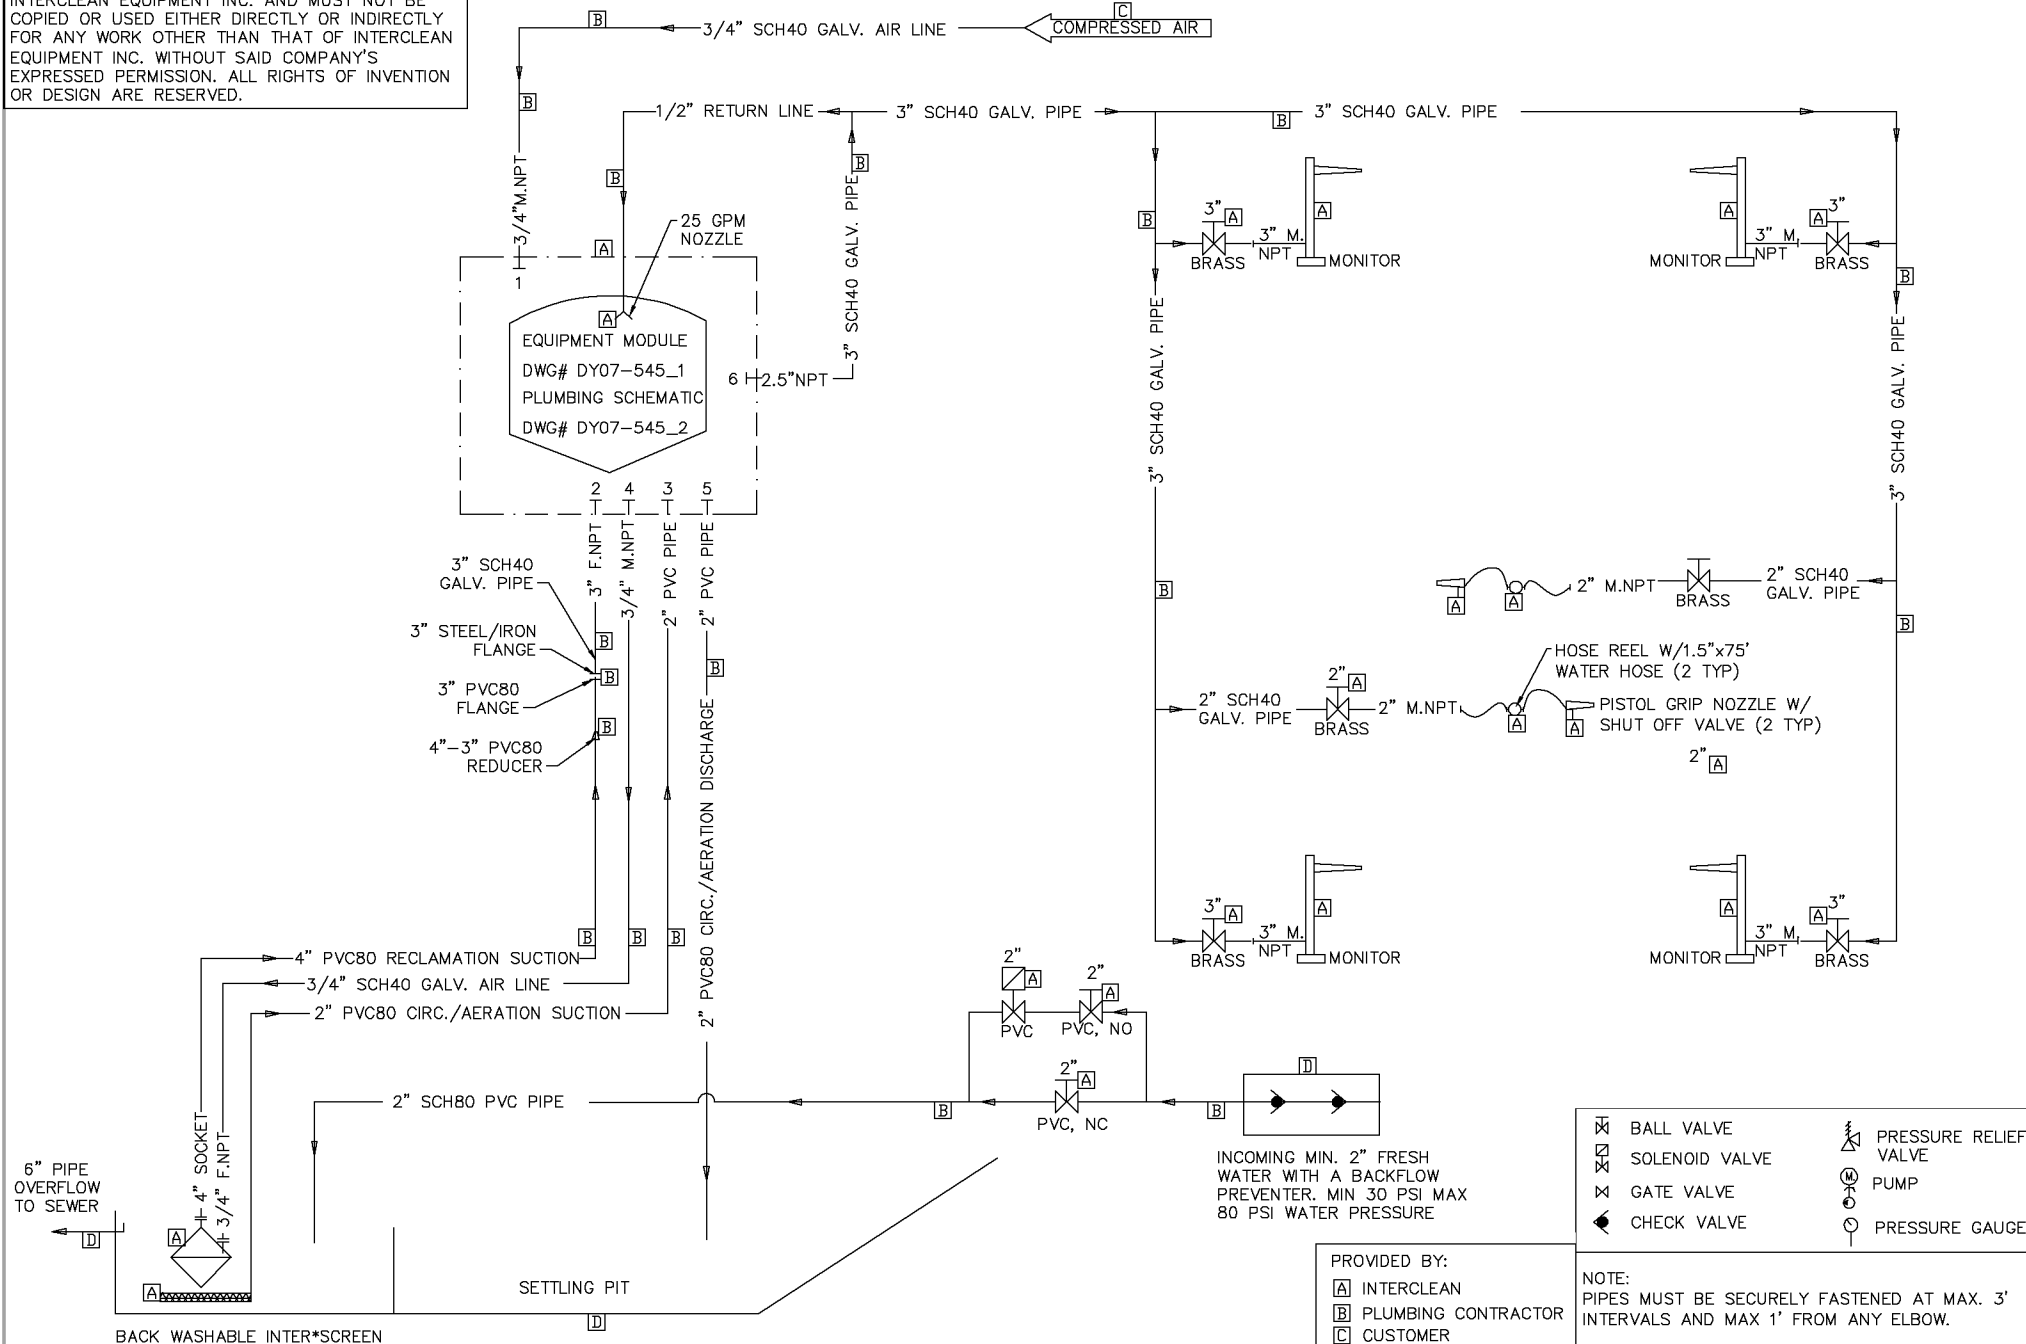 INTERCLEAN EQUIPMENT INC. AND MUST NOT BE
COPIED OR USED EITHER DIRECTLY OR INDIRECTLY
FOR ANY WORK OTHER THAN THAT OF INTERCLEAN
EQUIPMENT INC. WITHOUT SAID COMPANY'S
EXPRESSED PERMISSION. ALL RIGHTS OF INVENTION
OR DESIGN ARE RESERVED.
B
3/4" SCH40 GALV. AIR LINE
C
COMPRESSED AIR
B
3/4"M.NPT
1
1/2" RETURN LINE
3" SCH40 GALV. PIPE
B
3" SCH40 GALV. PIPE
B
B
3" SCH40 GALV. PIPE
25 GPM
NOZZLE
A
A
EQUIPMENT MODULE
DWG# DY07-545_1
PLUMBING SCHEMATIC
DWG# DY07-545_2
6
2.5"NPT
B
3" A
BRASS
3" M.
NPT
A
MONITOR
A
MONITOR
3" M.
NPT
A 3"
BRASS
B
3" SCH40 GALV. PIPE
3" SCH40 GALV. PIPE
2 4 3 5
3" F.NPT
3/4" M.NPT
2" PVC PIPE
2" PVC PIPE
3" SCH40
GALV. PIPE
B
3" STEEL/IRON
FLANGE
B
3" PVC80
FLANGE
B
4"-3" PVC80
REDUCER
B
2" PVC80 CIRC./AERATION DISCHARGE
B
A
A
2" M.NPT
BRASS
2" SCH40
GALV. PIPE
B
HOSE REEL W/1.5"x75'
WATER HOSE (2 TYP)
2" SCH40
GALV. PIPE
2" A
BRASS
2" M.NPT
A
A
PISTOL GRIP NOZZLE W/
SHUT OFF VALVE (2 TYP)
2" A
3" A
BRASS
3" M.
NPT
A
MONITOR
A
MONITOR
3" M.
NPT
A 3"
BRASS
B B B
4" PVC80 RECLAMATION SUCTION
3/4" SCH40 GALV. AIR LINE
2" PVC80 CIRC./AERATION SUCTION
2"
A
PVC
2"
A
PVC, NO
2" SCH80 PVC PIPE
B
2"
A
PVC, NC
B
D
INCOMING MIN. 2" FRESH
WATER WITH A BACKFLOW
PREVENTER. MIN 30 PSI MAX
80 PSI WATER PRESSURE
4" SOCKET
3/4" F.NPT
6" PIPE
OVERFLOW
TO SEWER
D
A
A
SETTLING PIT
D
BACK WASHABLE INTER*SCREEN
BALL VALVE
SOLENOID VALVE
GATE VALVE
CHECK VALVE
PRESSURE RELIEF
VALVE
M
PUMP
PRESSURE GAUGE
PROVIDED BY:
A INTERCLEAN
B PLUMBING CONTRACTOR
C CUSTOMER
NOTE:
PIPES MUST BE SECURELY FASTENED AT MAX. 3'
INTERVALS AND MAX 1' FROM ANY ELBOW.